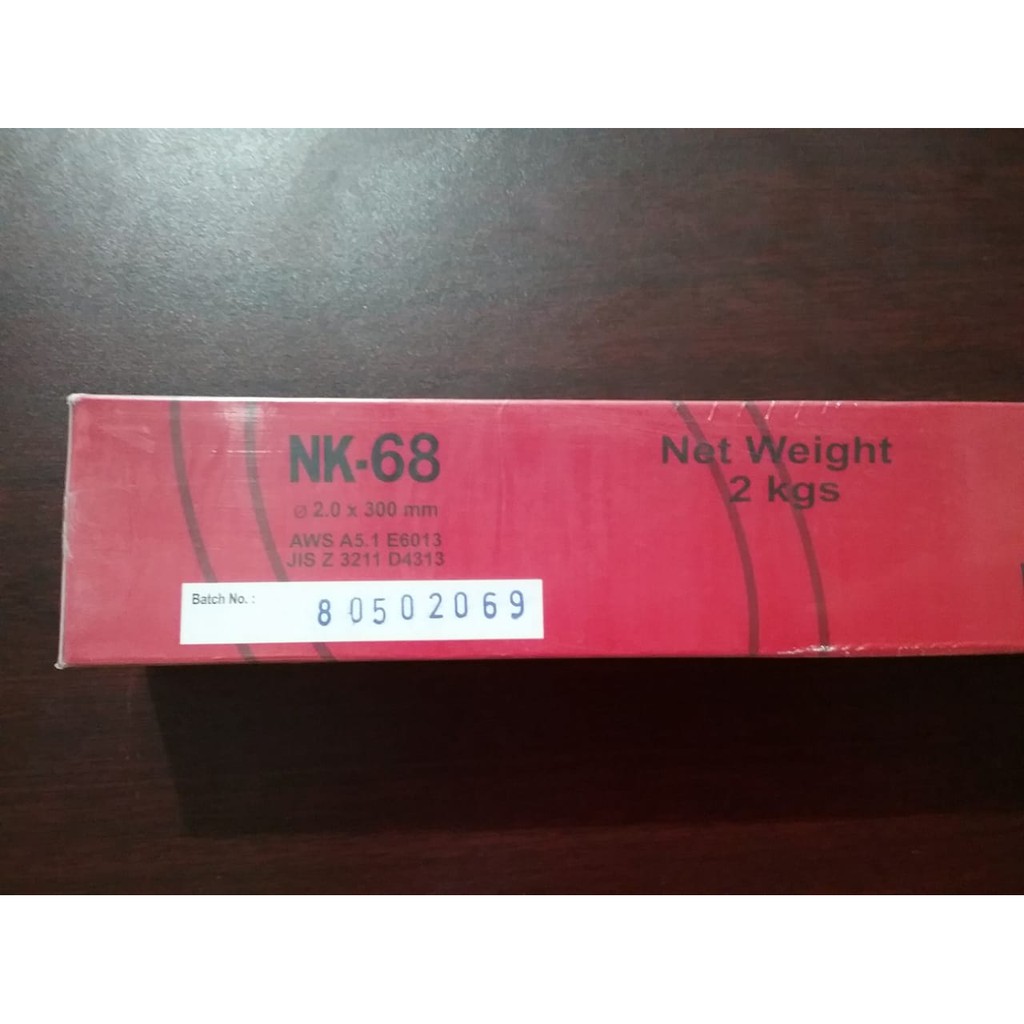 NK-68
ø 2.0 x 300 mm
AWS A5.1 E6013
JIS Z 3211 D4313
Batch No. : 80502069
Net Weight
2 kgs